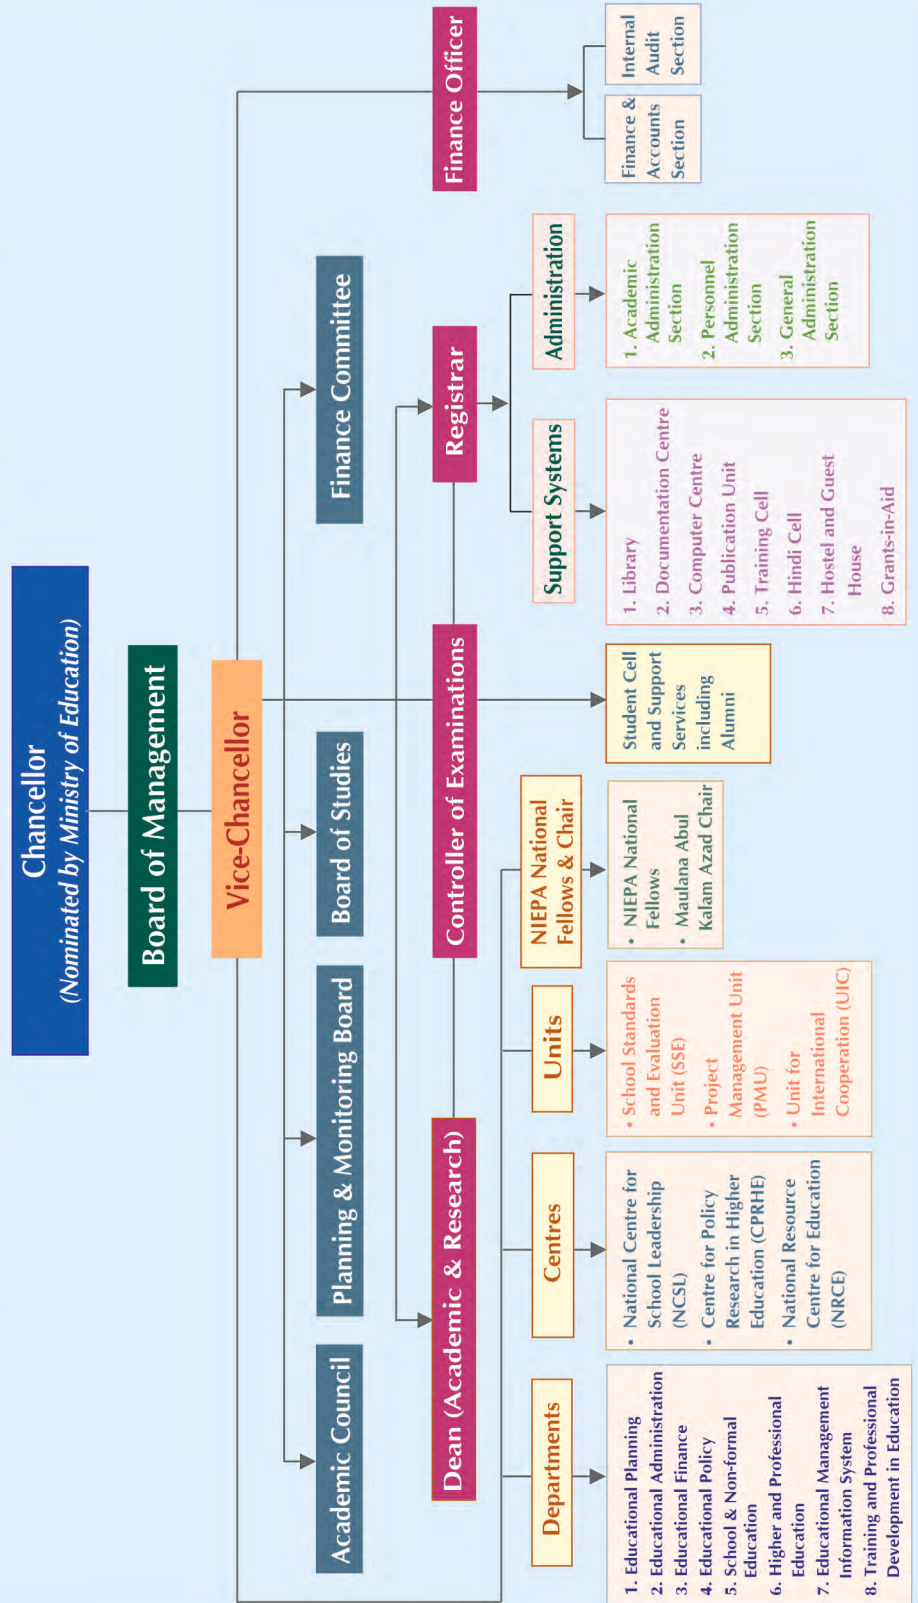 Chancellor
(Nominated by Ministry of Education)
Board of Management
Vice-Chancellor
Academic Council
Planning & Monitoring Board
Board of Studies
Finance Committee
Dean (Academic & Research)
Controller of Examinations
Registrar
Finance Officer
Departments
Centres
Units
NIEPA National
Fellows & Chair
Support Systems
Administration
1. Educational Planning
2. Educational Administration
3. Educational Finance
4. Educational Policy
5. School & Non-formal
Education
6. Higher and Professional
Education
7. Educational Management
Information System
8. Training and Professional
Development in Education
• National Centre for
School Leadership
(NCSL)
• Centre for Policy
Research in Higher
Education (CPRHE)
• National Resource
Centre for Education
(NRCE)
• School Standards
and Evaluation
Unit (SSE)
• Project
Management Unit
(PMU)
• Unit for
International
Cooperation (UIC)
• NIEPA National
Fellows
• Maulana Abul
Kalam Azad Chair
Student Cell
and Support
Services
including
Alumni
1. Library
2. Documentation Centre
3. Computer Centre
4. Publication Unit
5. Training Cell
6. Hindi Cell
7. Hostel and Guest
House
8. Grants-in-Aid
1. Academic
Administration
Section
2. Personnel
Administration
Section
3. General
Administration
Section
Finance &
Accounts
Section
Internal
Audit
Section